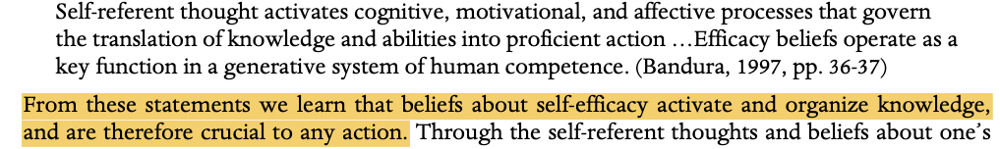 Self-referent thought activates cognitive, motivational, and affective processes that govern
the translation of knowledge and abilities into proficient action …Efficacy beliefs operate as a
key function in a generative system of human competence. (Bandura, 1997, pp. 36-37)
From these statements we learn that beliefs about self-efficacy activate and organize knowledge,
and are therefore crucial to any action. Through the self-referent thoughts and beliefs about one’s